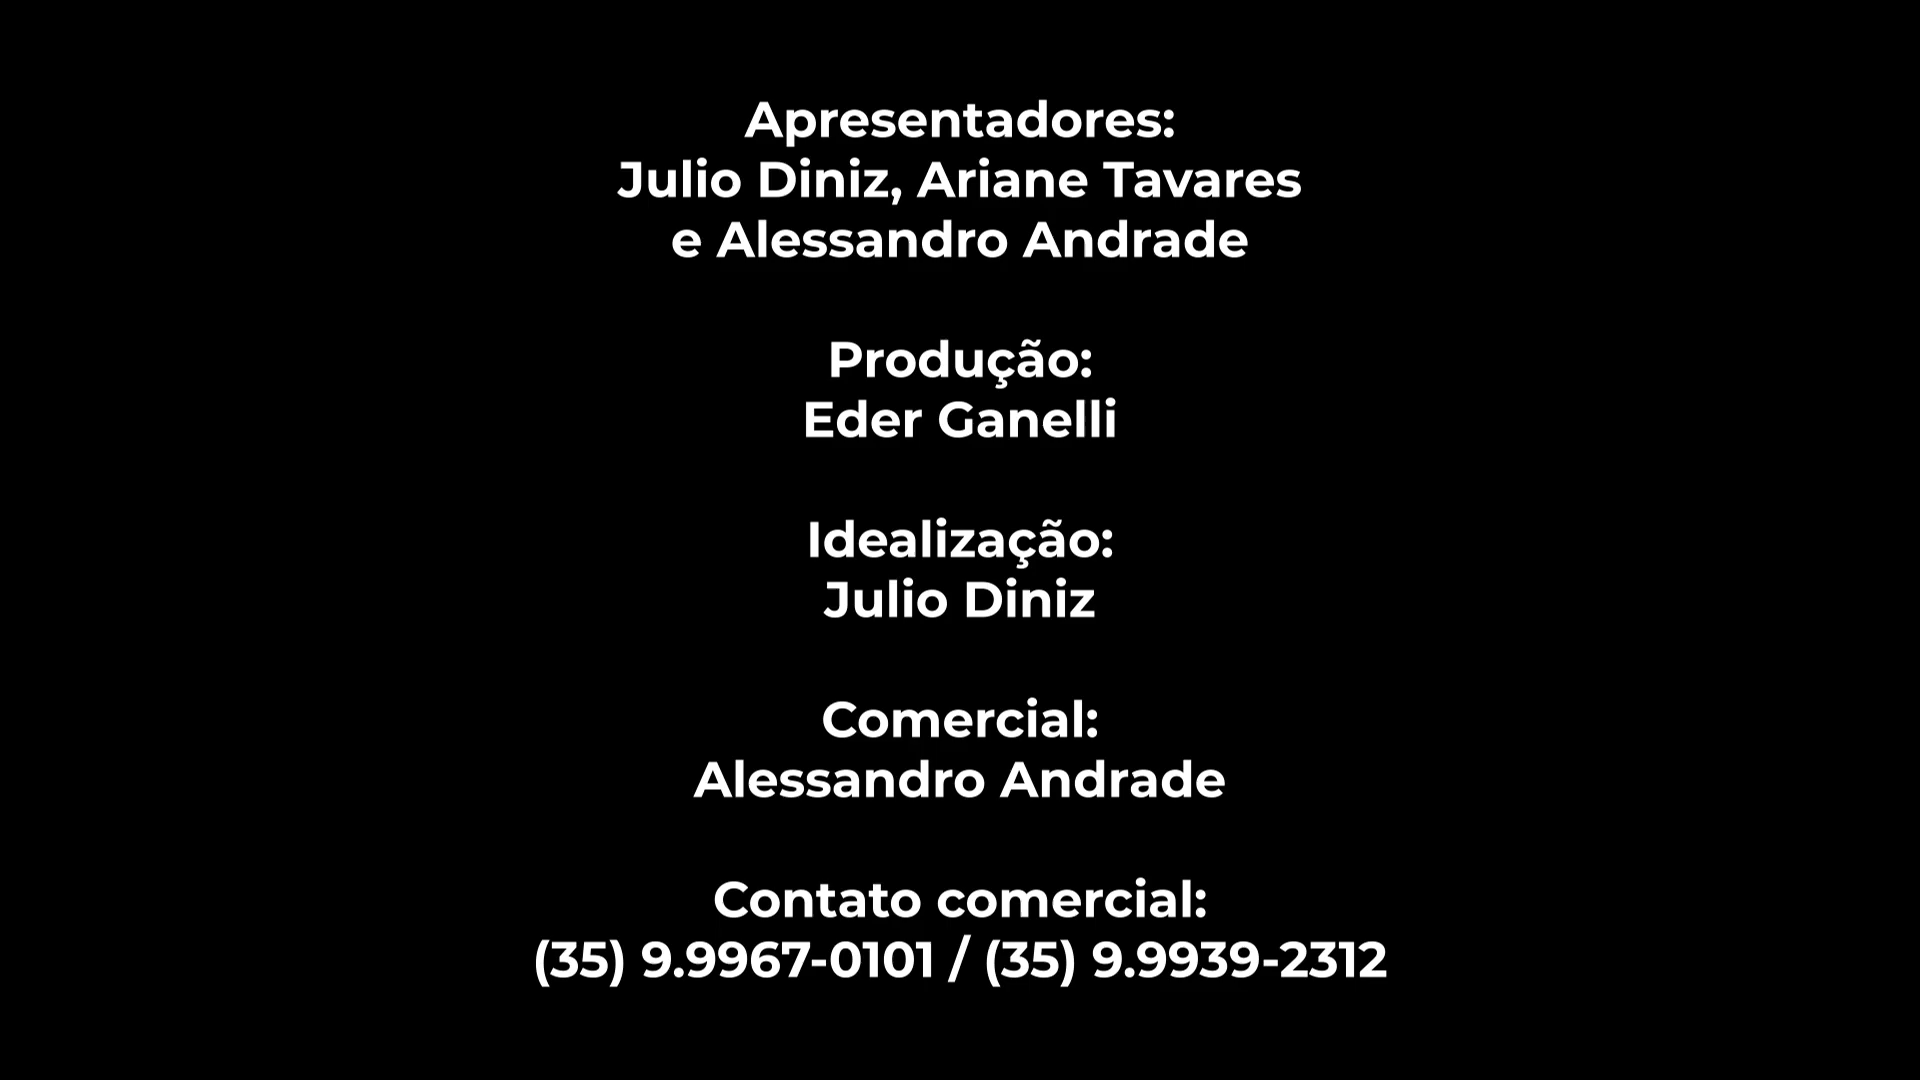 Apresentadores:
Julio Diniz, Ariane Tavares
e Alessandro Andrade
Produção:
Eder Ganelli
Idealização:
Julio Diniz
Comercial:
Alessandro Andrade
Contato comercial:
(35) 9.9967-0101 / (35) 9.9939-2312